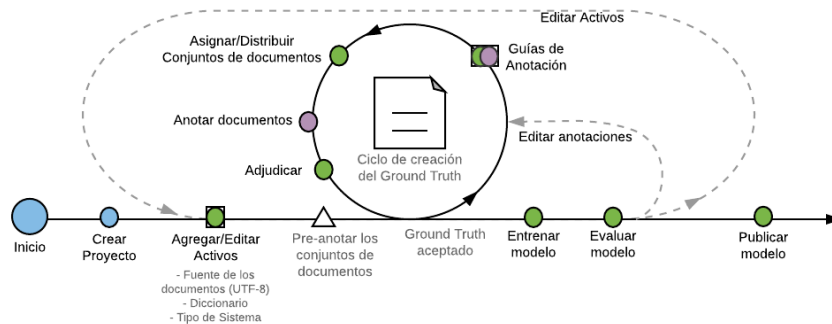 Editar Activos
Asignar/Distribuir
Conjuntos de documentos
Guías de
Anotación
Anotar documentos
Editar anotaciones
Ciclo de creación
del Ground Truth
Adjudicar
Inicio
Crear
Proyecto
Agregar/Editar
Activos
- Fuente de los
documentos (UTF-8)
- Diccionario
- Tipo de Sistema
Pre-anotar los
conjuntos de
documentos
Ground Truth
aceptado
Entrenar
modelo
Evaluar
modelo
Publicar
modelo